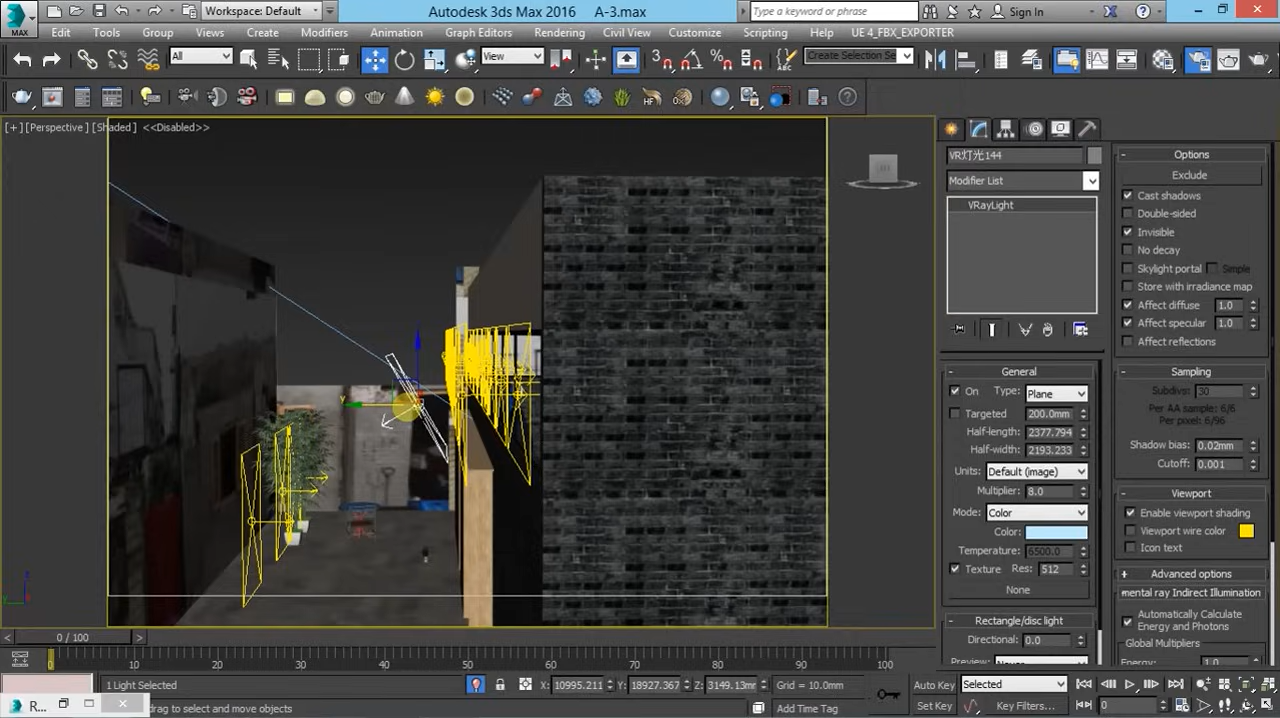 MAX
Workspace: Default
Autodesk 3ds Max 2016 A-3.max
Type a keyword or phrase
Sign In
Edit Tools Group Views Create Modifiers Animation Graph Editors Rendering Civil View Customize Scripting Help UE 4_FBX_EXPORTER
All
View
Create Selection Se
[+] [Perspective] [Shaded] <<Disabled>>
VR灯光144
Modifier List
VRayLight
General
On Type: Plane
Targeted 200.0mm
Half-length: 2377.794
Half-width: 2193.233
Units: Default (image)
Multiplier: 8.0
Mode: Color
Color:
Temperature: 6500.0
Texture Res: 512
None
Rectangle/disc light
Directional: 0.0
Options
Exclude
Cast shadows
Double-sided
Invisible
No decay
Skylight portal Simple
Store with irradiance map
Affect diffuse 1.0
Affect specular 1.0
Affect reflections
Sampling
Subdivs: 30
Per AA sample: 6/6
Per pixel: 6/96
Shadow bias: 0.02mm
Cutoff: 0.001
Viewport
Enable viewport shading
Viewport wire color
Icon text
Advanced options
mental ray Indirect Illumination
Automatically Calculate
Energy and Photons
Global Multipliers
Energy: 1.0
< 0 / 100 >
0 10 20 30 40 50 60 70 80 90 100
1 Light Selected
X: 10995.211 Y: 18927.367 Z: 3149.13mm Grid = 10.0mm
Auto Key Selected
R...
drag to select and move objects
Add Time Tag
Set Key Key Filters... 0